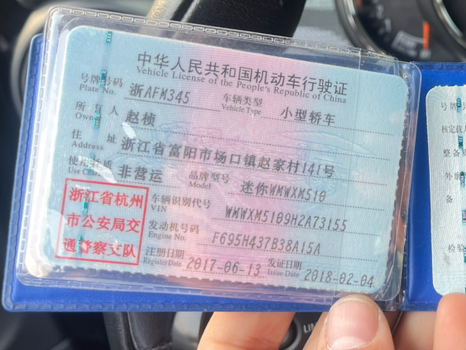 中华人民共和国机动车行驶证
Vehicle License of the People's Republic of China
号牌号码 浙AFM345 车辆类型 小型轿车
Plate No. Vehicle Type
所有人 赵桢
Owner
住址 浙江省富阳市场口镇赵家村141号
Address
使用性质 非营运 品牌型号 迷你WMWXM510
Use Character Model
浙江省杭州
市公安局交
通警察支队
车辆识别代号 WMWXM5109H2A73155
VIN
发动机号码 F695H437B38A15A
Engine No.
注册日期 2017-06-13 发证日期 2018-02-04
Register Date Issue Date